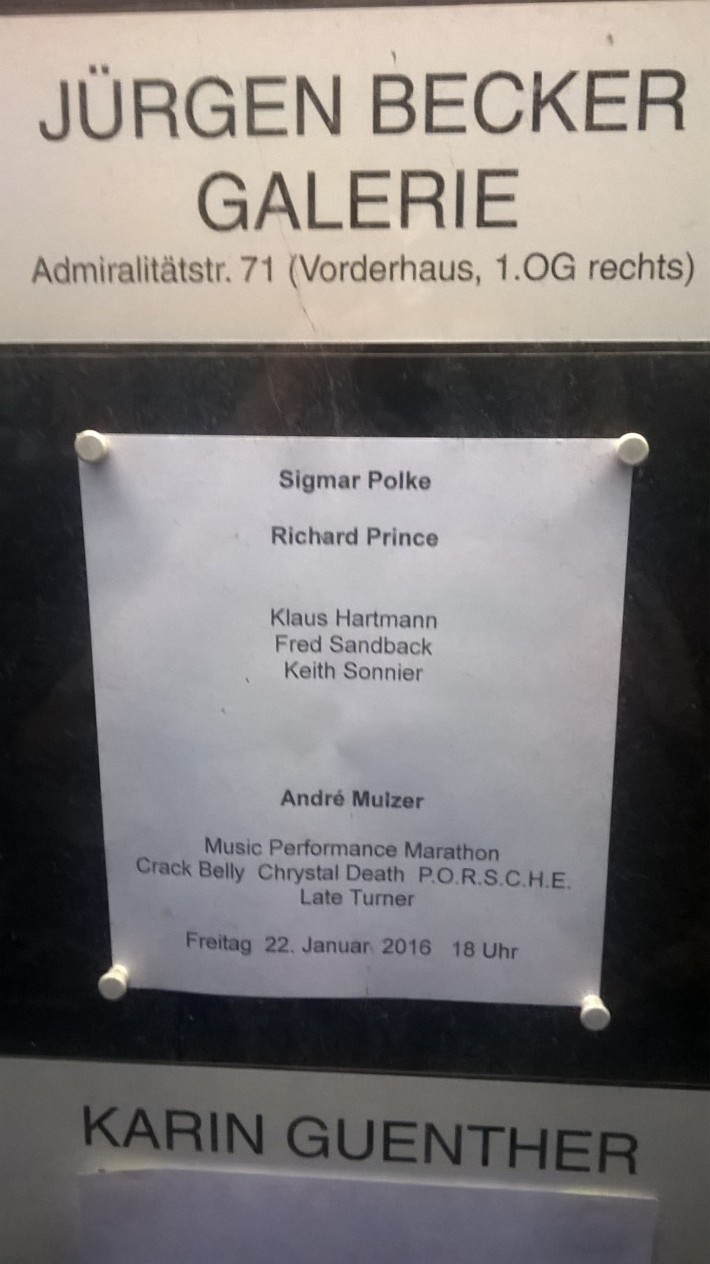 JÜRGEN BECKER
GALERIE
Admiralitätstr. 71 (Vorderhaus, 1.OG rechts)
Sigmar Polke
Richard Prince
Klaus Hartmann
Fred Sandback
Keith Sonnier
André Mulzer
Music Performance Marathon
Crack Belly Chrystal Death P.O.R.S.C.H.E.
Late Turner
Freitag 22. Januar 2016 18 Uhr
KARIN GUENTHER